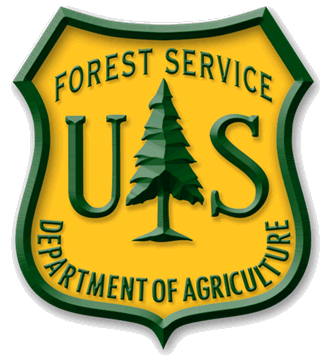 FOREST SERVICE
U S
DEPARTMENT OF AGRICULTURE